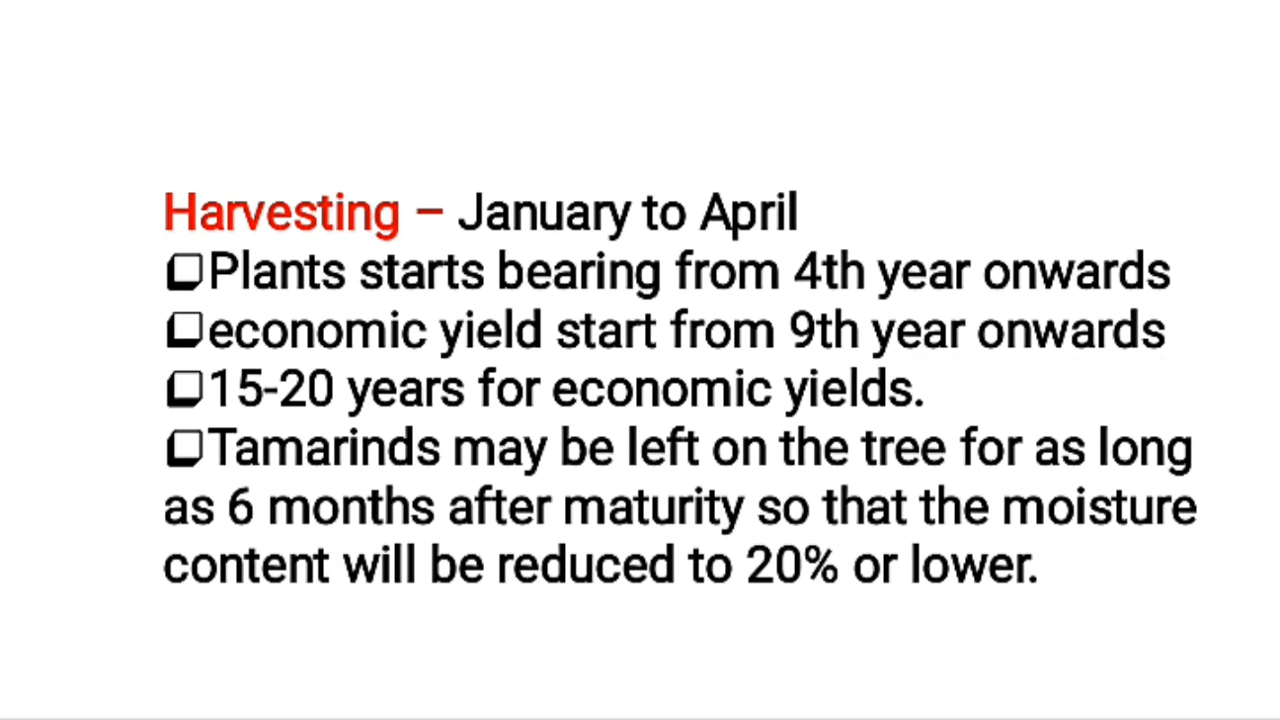 Harvesting – January to April
❑Plants starts bearing from 4th year onwards
❑economic yield start from 9th year onwards
❑15-20 years for economic yields.
❑Tamarinds may be left on the tree for as long
as 6 months after maturity so that the moisture
content will be reduced to 20% or lower.